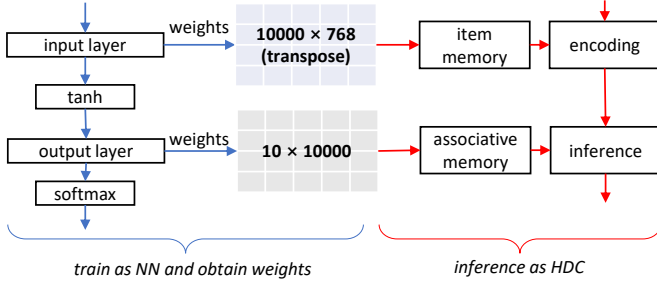 input layer
weights
10000 × 768
(transpose)
item
memory
encoding
tanh
output layer
weights
10 × 10000
associative
memory
inference
softmax
train as NN and obtain weights
inference as HDC